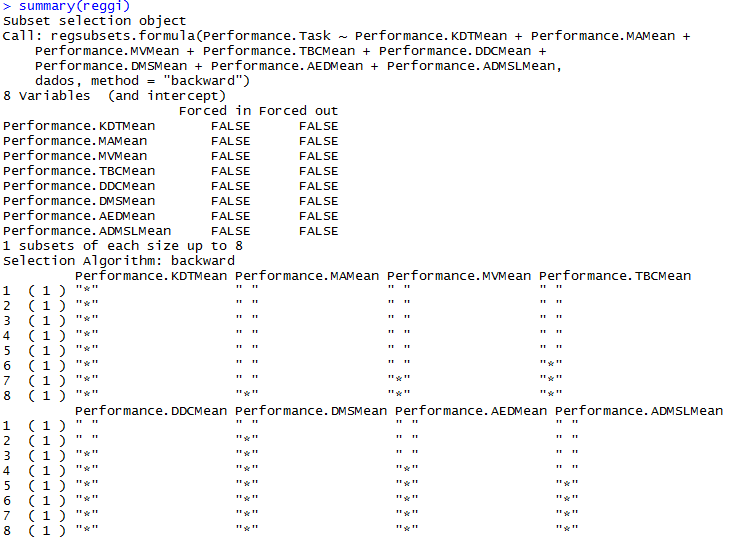 > summary(reggi)
Subset selection object
Call: regsubsets.formula(Performance.Task ~ Performance.KDTMean + Performance.MAMean +
    Performance.MVMean + Performance.TBCMean + Performance.DDCMean +
    Performance.DMSMean + Performance.AEDMean + Performance.ADMSLMean,
    dados, method = "backward")
8 Variables  (and intercept)
                      Forced in Forced out
Performance.KDTMean       FALSE      FALSE
Performance.MAMean        FALSE      FALSE
Performance.MVMean        FALSE      FALSE
Performance.TBCMean       FALSE      FALSE
Performance.DDCMean       FALSE      FALSE
Performance.DMSMean       FALSE      FALSE
Performance.AEDMean       FALSE      FALSE
Performance.ADMSLMean     FALSE      FALSE
1 subsets of each size up to 8
Selection Algorithm: backward
         Performance.KDTMean Performance.MAMean Performance.MVMean Performance.TBCMean
1  ( 1 ) "*"                 " "                " "                " "
2  ( 1 ) "*"                 " "                " "                " "
3  ( 1 ) "*"                 " "                " "                " "
4  ( 1 ) "*"                 " "                " "                " "
5  ( 1 ) "*"                 " "                " "                " "
6  ( 1 ) "*"                 " "                " "                "*"
7  ( 1 ) "*"                 " "                "*"                "*"
8  ( 1 ) "*"                 "*"                "*"                "*"
         Performance.DDCMean Performance.DMSMean Performance.AEDMean Performance.ADMSLMean
1  ( 1 ) " "                 " "                 " "                 " "
2  ( 1 ) " "                 "*"                 " "                 " "
3  ( 1 ) "*"                 "*"                 " "                 " "
4  ( 1 ) "*"                 "*"                 "*"                 " "
5  ( 1 ) "*"                 "*"                 "*"                 "*"
6  ( 1 ) "*"                 "*"                 "*"                 "*"
7  ( 1 ) "*"                 "*"                 "*"                 "*"
8  ( 1 ) "*"                 "*"                 "*"                 "*"